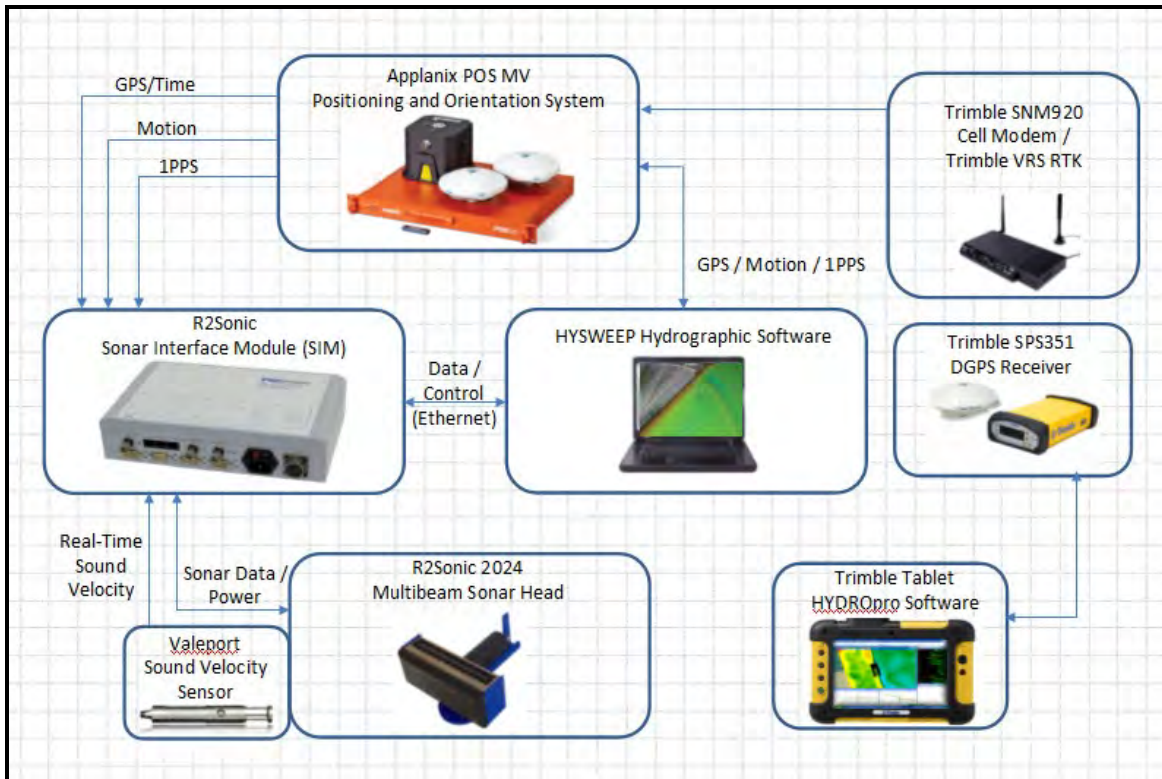 Applanix POS MV
Positioning and Orientation System
GPS/Time
Motion
1PPS
Trimble SNM920
Cell Modem /
Trimble VRS RTK
GPS / Motion / 1PPS
R2Sonic
Sonar Interface Module (SIM)
Data /
Control
(Ethernet)
HYSWEEP Hydrographic Software
Trimble SPS351
DGPS Receiver
Real-Time
Sound
Velocity
Sonar Data /
Power
R2Sonic 2024
Multibeam Sonar Head
Valeport
Sound Velocity
Sensor
Trimble Tablet
HYDROpro Software